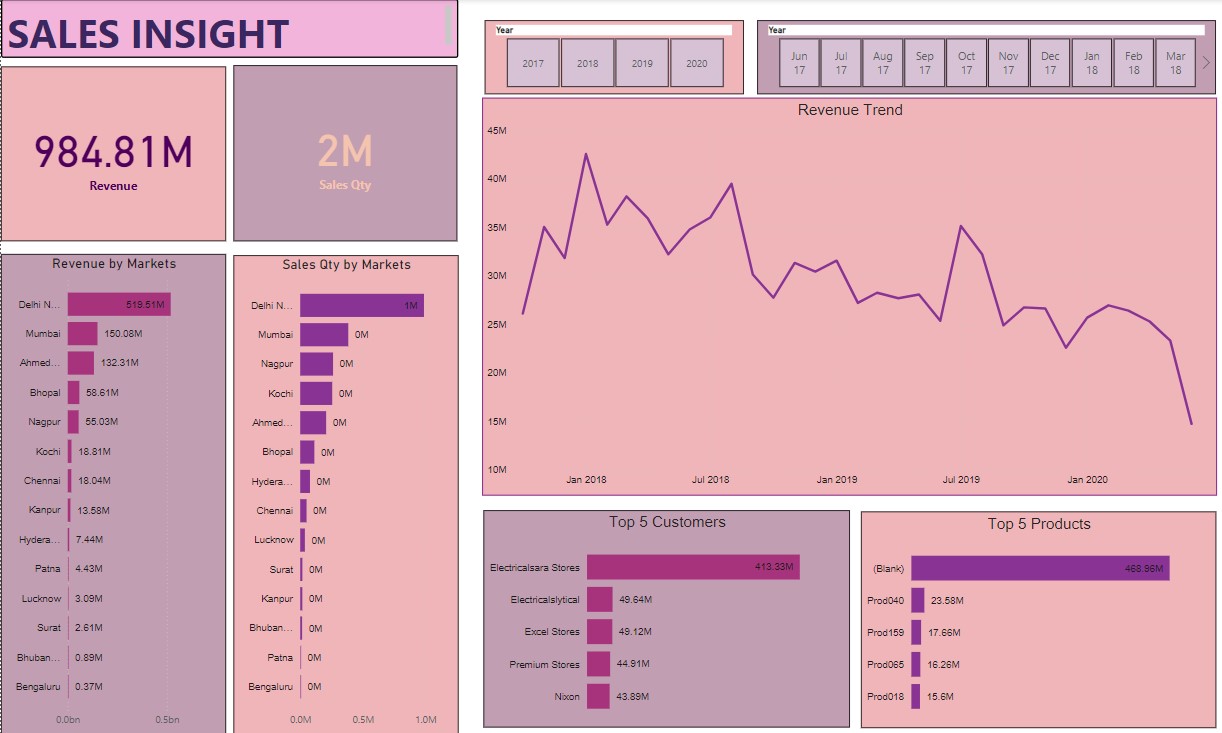 SALES INSIGHT
Year
2017 2018 2019 2020
Year
Jun 17 Jul 17 Aug 17 Sep 17 Oct 17 Nov 17 Dec 17 Jan 18 Feb 18 Mar 18
984.81M
Revenue
2M
Sales Qty
Revenue Trend
45M
40M
35M
30M
25M
20M
15M
10M
Jan 2018 Jul 2018 Jan 2019 Jul 2019 Jan 2020
Revenue by Markets
Delhi N... 519.51M
Mumbai 150.08M
Ahmed... 132.31M
Bhopal 58.61M
Nagpur 55.03M
Kochi 18.81M
Chennai 18.04M
Kanpur 13.58M
Hydera... 7.44M
Patna 4.43M
Lucknow 3.09M
Surat 2.61M
Bhuban... 0.89M
Bengaluru 0.37M
0.0bn 0.5bn
Sales Qty by Markets
Delhi N... 1M
Mumbai 0M
Nagpur 0M
Kochi 0M
Ahmed... 0M
Bhopal 0M
Hydera... 0M
Chennai 0M
Lucknow 0M
Surat 0M
Kanpur 0M
Bhuban... 0M
Patna 0M
Bengaluru 0M
0.0M 0.5M 1.0M
Top 5 Customers
Electricalsara Stores 413.33M
Electricalslytical 49.64M
Excel Stores 49.12M
Premium Stores 44.91M
Nixon 43.89M
Top 5 Products
(Blank) 468.96M
Prod040 23.58M
Prod159 17.66M
Prod065 16.26M
Prod018 15.6M